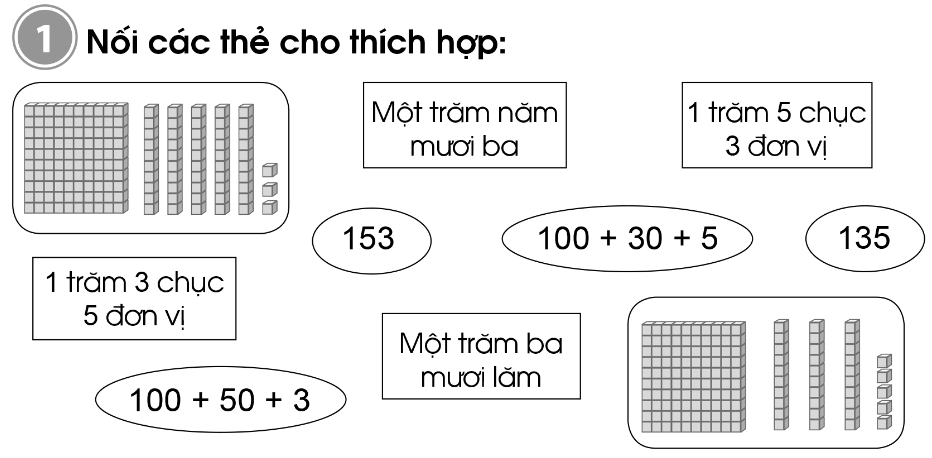 1 Nối các thẻ cho thích hợp:
Một trăm năm
mươi ba
1 trăm 5 chục
3 đơn vị
153
100 + 30 + 5
135
1 trăm 3 chục
5 đơn vị
Một trăm ba
mươi lăm
100 + 50 + 3